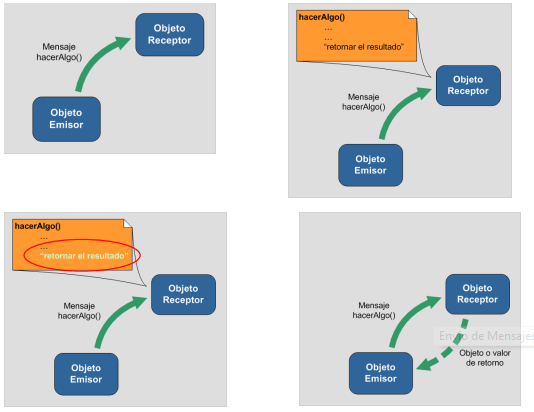 Objeto
Receptor
Mensaje
hacerAlgo()
Objeto
Emisor
hacerAlgo()
...
...
"retornar el resultado"
Objeto
Receptor
Mensaje
hacerAlgo()
Objeto
Emisor
hacerAlgo()
...
...
"retornar el resultado"
Objeto
Receptor
Mensaje
hacerAlgo()
Objeto
Emisor
Objeto
Receptor
Mensaje
hacerAlgo()
Envío de Mensajes
Objeto o valor
de retorno
Objeto
Emisor